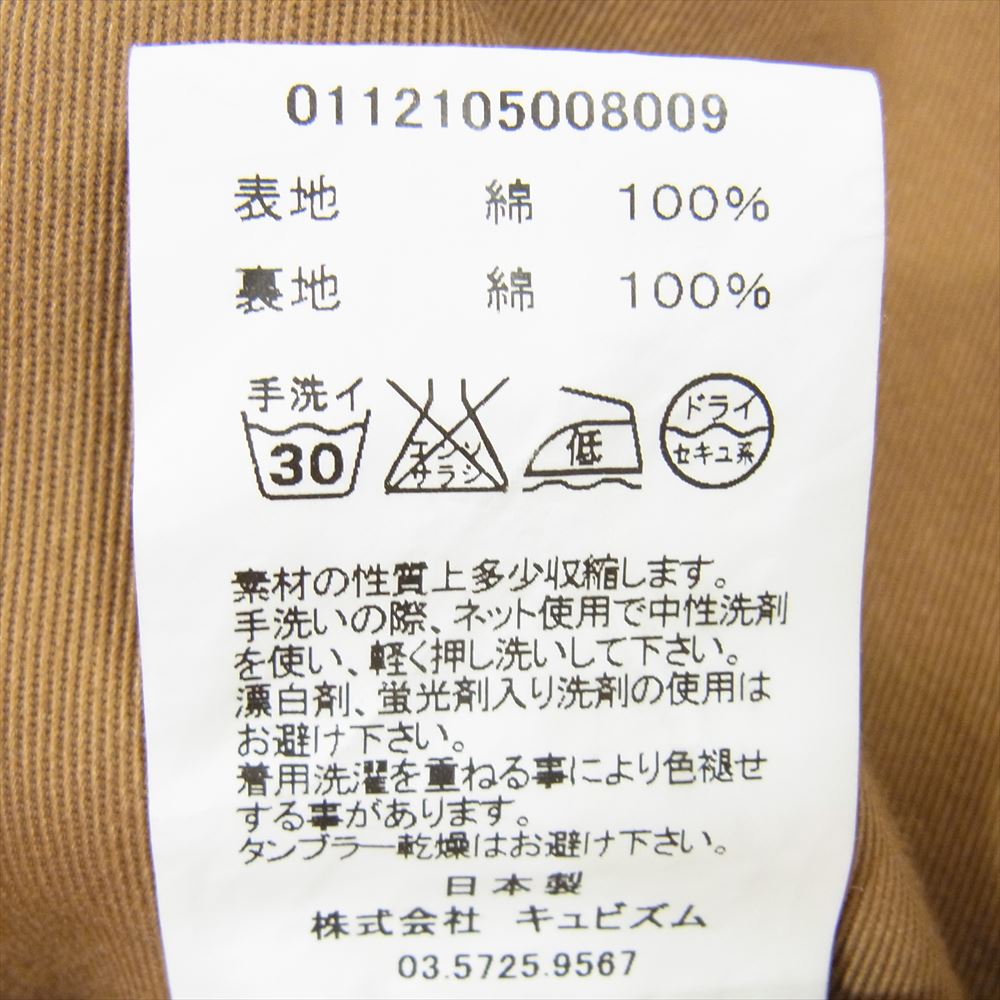 0112105008009
表地 綿 100%
裏地 綿 100%
手洗イ
30
エンソ
サラシ
低
ドライ
セキユ系
素材の性質上多少収縮します。
手洗いの際、ネット使用で中性洗剤
を使い、軽く押し洗いして下さい。
漂白剤、蛍光剤入り洗剤の使用は
お避け下さい。
着用洗濯を重ねる事により色褪せ
する事があります。
タンブラー乾燥はお避け下さい。
日本製
株式会社 キュビズム
03.5725.9567